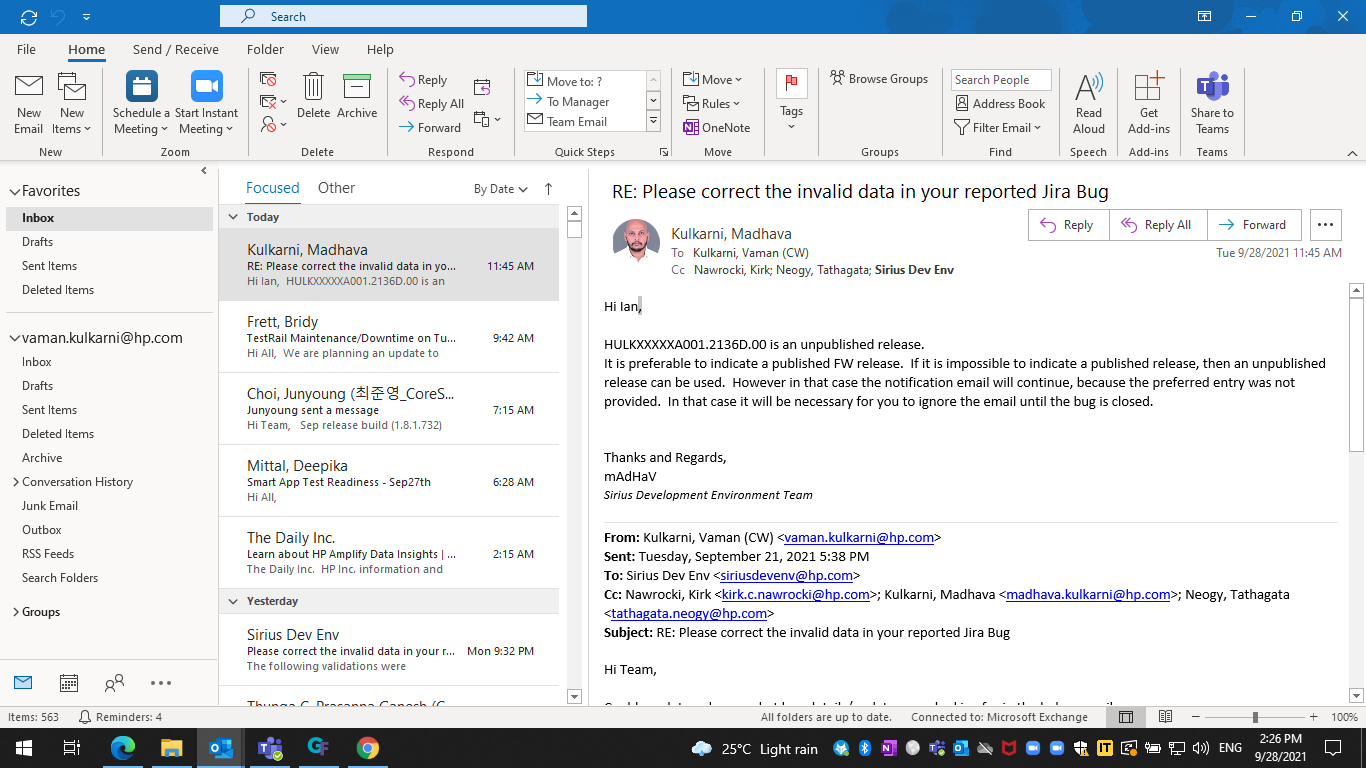 Search
File Home Send / Receive Folder View Help
New Email
New Items
Schedule a Meeting
Start Instant Meeting
Delete
Archive
Reply
Reply All
Forward
Move to: ?
To Manager
Team Email
Move
Rules
OneNote
Tags
Browse Groups
Search People
Address Book
Filter Email
Read Aloud
Get Add-ins
Share to Teams
New Zoom Delete Respond Quick Steps Move Groups Find Speech Add-ins Teams
Favorites
Inbox
Drafts
Sent Items
Deleted Items
vaman.kulkarni@hp.com
Inbox
Drafts
Sent Items
Deleted Items
Archive
Conversation History
Junk Email
Outbox
RSS Feeds
Search Folders
Groups
Focused Other By Date
Today
Kulkarni, Madhava
RE: Please correct the invalid data in yo... 11:45 AM
Hi Ian, HULKXXXXXA001.2136D.00 is an
Frett, Bridy
TestRail Maintenance/Downtime on Tu... 9:42 AM
Hi All, We are planning an update to
Choi, Junyoung (최준영_CoreS...
Junyoung sent a message 7:15 AM
Hi Team, Sep release build (1.8.1.732)
Mittal, Deepika
Smart App Test Readiness - Sep27th 6:28 AM
Hi All,
The Daily Inc.
Learn about HP Amplify Data Insights | ... 2:15 AM
The Daily Inc. HP Inc. information and
Yesterday
Sirius Dev Env
Please correct the invalid data in your r... Mon 9:32 PM
The following validations were
RE: Please correct the invalid data in your reported Jira Bug
Kulkarni, Madhava
To Kulkarni, Vaman (CW)
Cc Nawrocki, Kirk; Neogy, Tathagata; Sirius Dev Env
Reply Reply All Forward
Tue 9/28/2021 11:45 AM
Hi Ian,
HULKXXXXXA001.2136D.00 is an unpublished release.
It is preferable to indicate a published FW release. If it is impossible to indicate a published release, then an unpublished
release can be used. However in that case the notification email will continue, because the preferred entry was not
provided. In that case it will be necessary for you to ignore the email until the bug is closed.
Thanks and Regards,
mAdHaV
Sirius Development Environment Team
From: Kulkarni, Vaman (CW) <vaman.kulkarni@hp.com>
Sent: Tuesday, September 21, 2021 5:38 PM
To: Sirius Dev Env <siriusdevenv@hp.com>
Cc: Nawrocki, Kirk <kirk.c.nawrocki@hp.com>; Kulkarni, Madhava <madhava.kulkarni@hp.com>; Neogy, Tathagata
<tathagata.neogy@hp.com>
Subject: RE: Please correct the invalid data in your reported Jira Bug
Hi Team,
Items: 563 Reminders: 4 All folders are up to date. Connected to: Microsoft Exchange 100%
25°C Light rain ENG 2:26 PM
9/28/2021